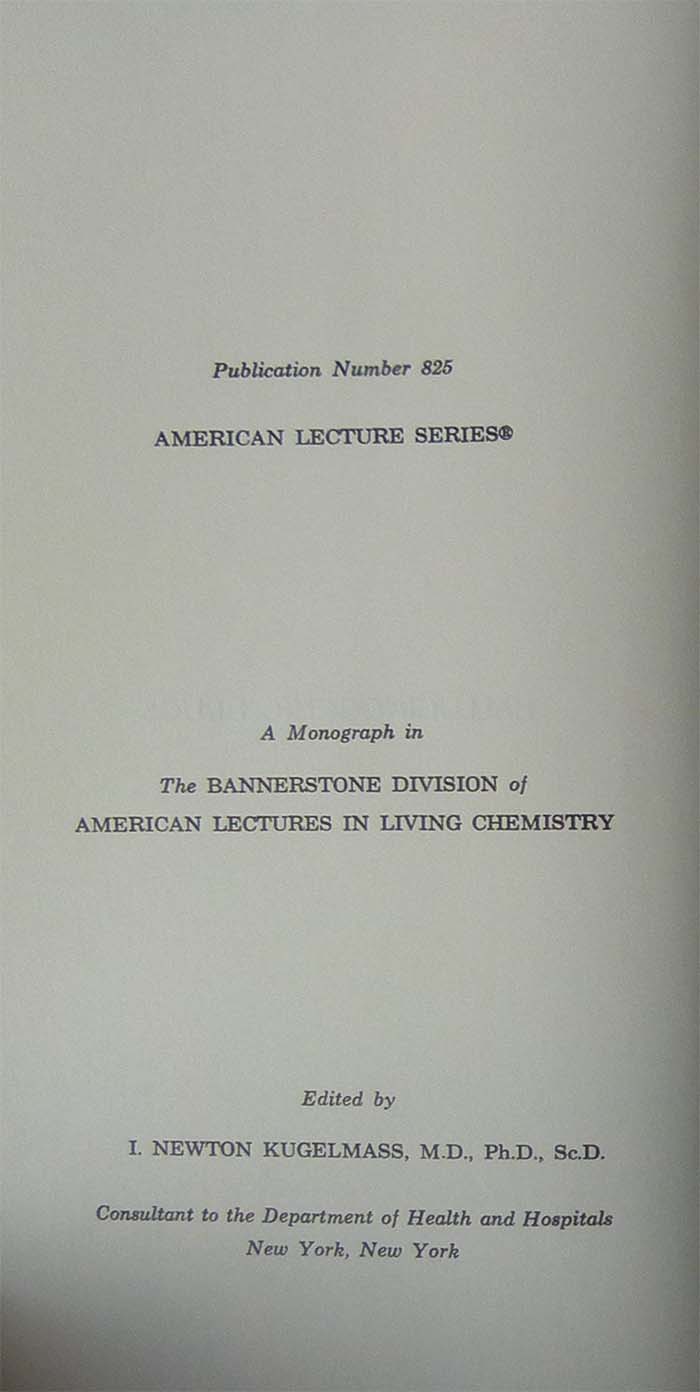 Publication Number 825
AMERICAN LECTURE SERIES®
A Monograph in
The BANNERSTONE DIVISION of
AMERICAN LECTURES IN LIVING CHEMISTRY
Edited by
I. NEWTON KUGELMASS, M.D., Ph.D., Sc.D.
Consultant to the Department of Health and Hospitals
New York, New York